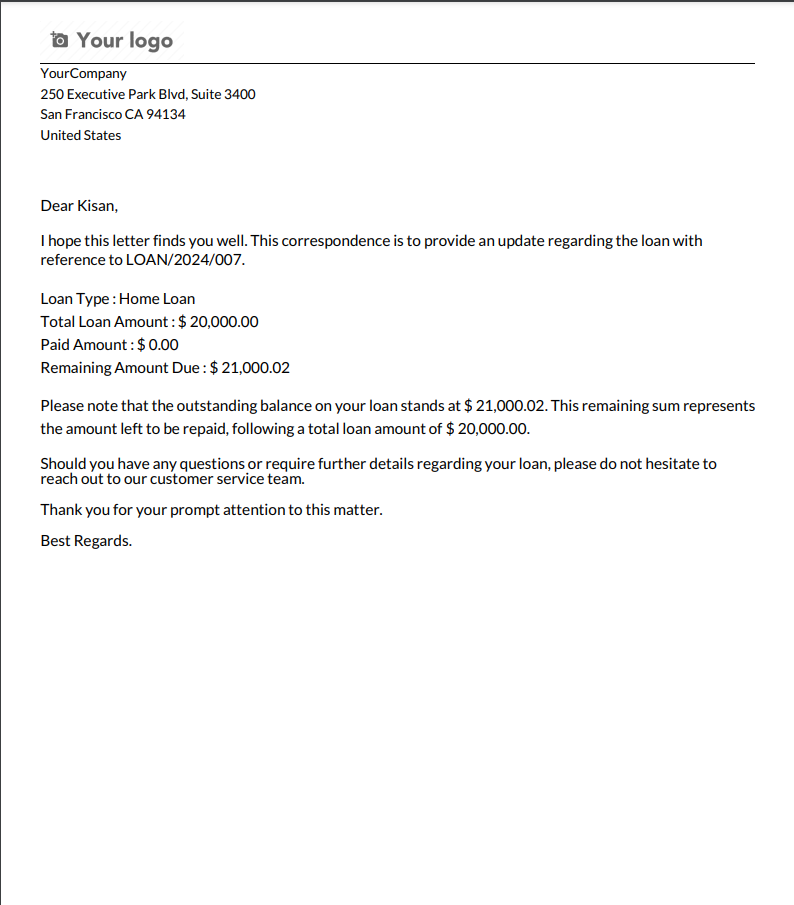 Your logo
YourCompany
250 Executive Park Blvd, Suite 3400
San Francisco CA 94134
United States
Dear Kisan,
I hope this letter finds you well. This correspondence is to provide an update regarding the loan with
reference to LOAN/2024/007.
Loan Type : Home Loan
Total Loan Amount : $ 20,000.00
Paid Amount : $ 0.00
Remaining Amount Due : $ 21,000.02
Please note that the outstanding balance on your loan stands at $ 21,000.02. This remaining sum represents
the amount left to be repaid, following a total loan amount of $ 20,000.00.
Should you have any questions or require further details regarding your loan, please do not hesitate to
reach out to our customer service team.
Thank you for your prompt attention to this matter.
Best Regards.